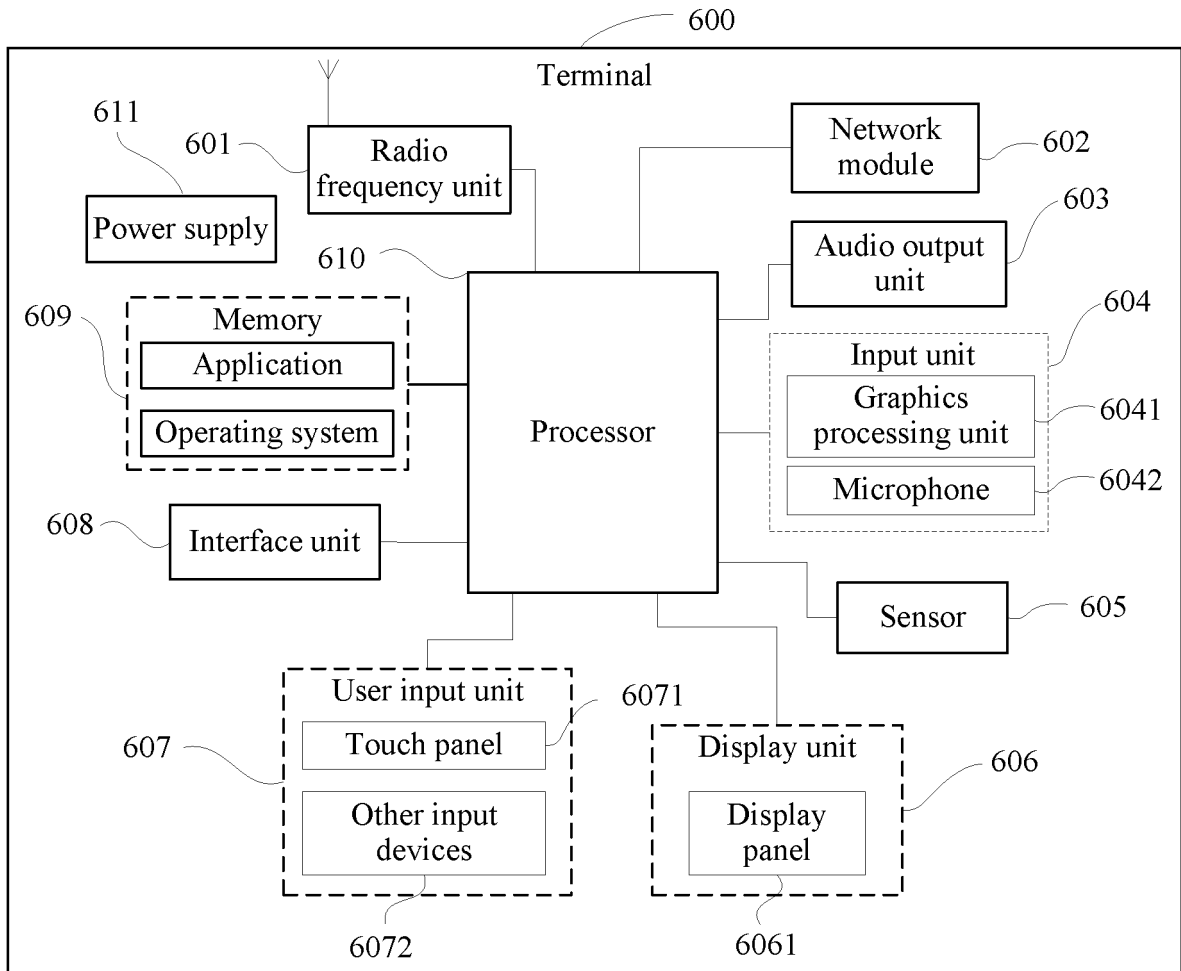 600
Terminal
611
601
Radio
frequency unit
Network
module
602
Power supply
603
Audio output
unit
610
609
Memory
Application
Operating system
Processor
604
Input unit
Graphics
processing unit
6041
Microphone
6042
608
Interface unit
Sensor
605
User input unit
6071
607
Touch panel
Other input
devices
6072
Display unit
606
Display
panel
6061